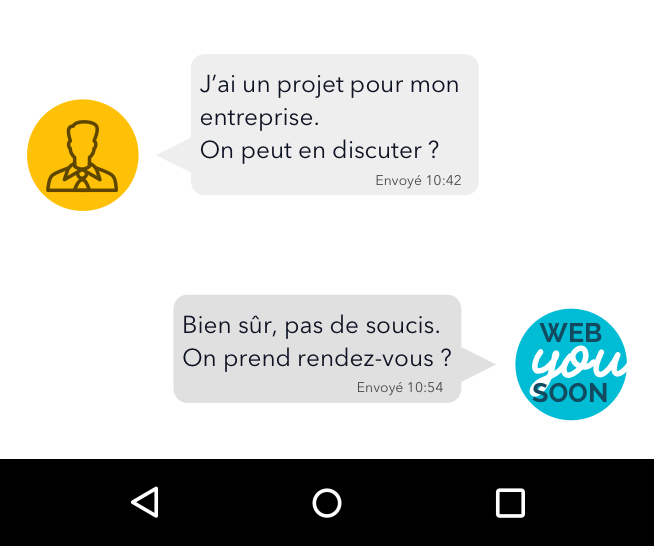 J’ai un projet pour mon
entreprise.
On peut en discuter ?
Envoyé 10:42
Bien sûr, pas de soucis.
On prend rendez-vous ?
Envoyé 10:54
WEB
you
SOON